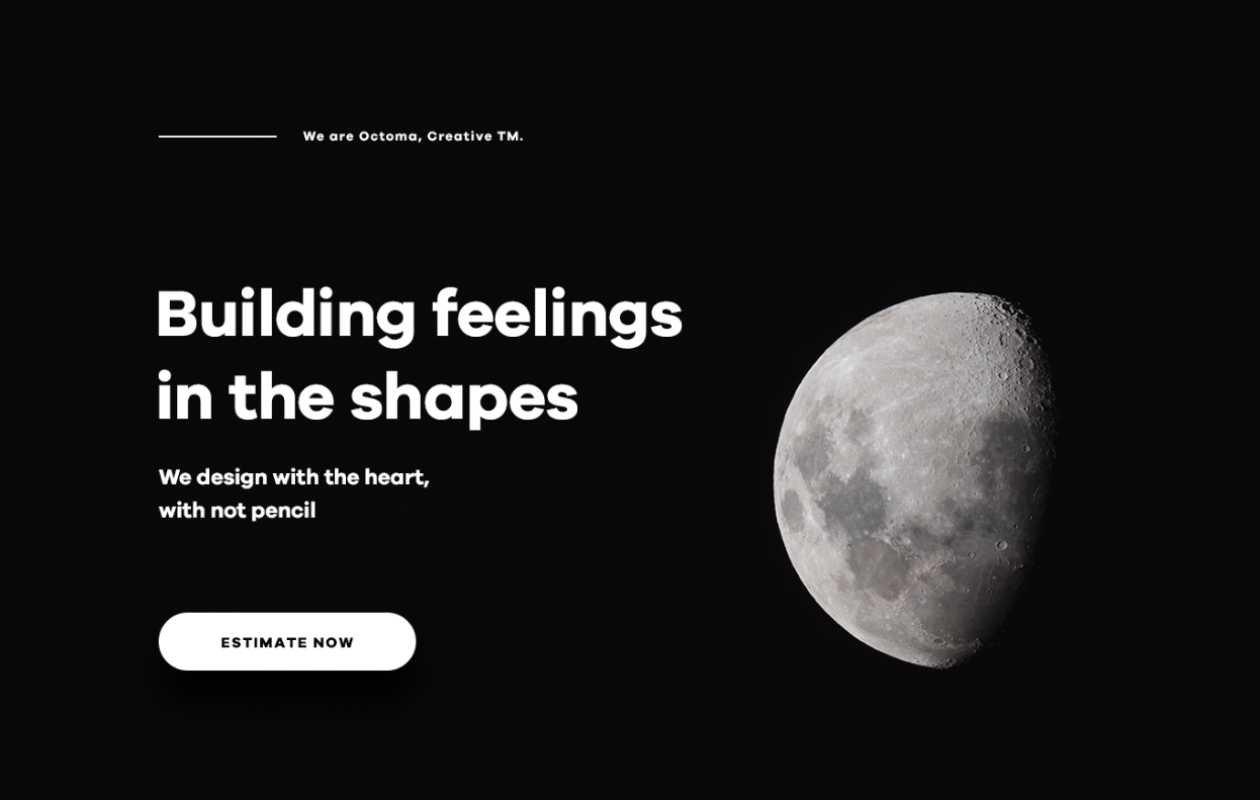 We are Octoma, Creative TM.
Building feelings
in the shapes
We design with the heart,
with not pencil
ESTIMATE NOW